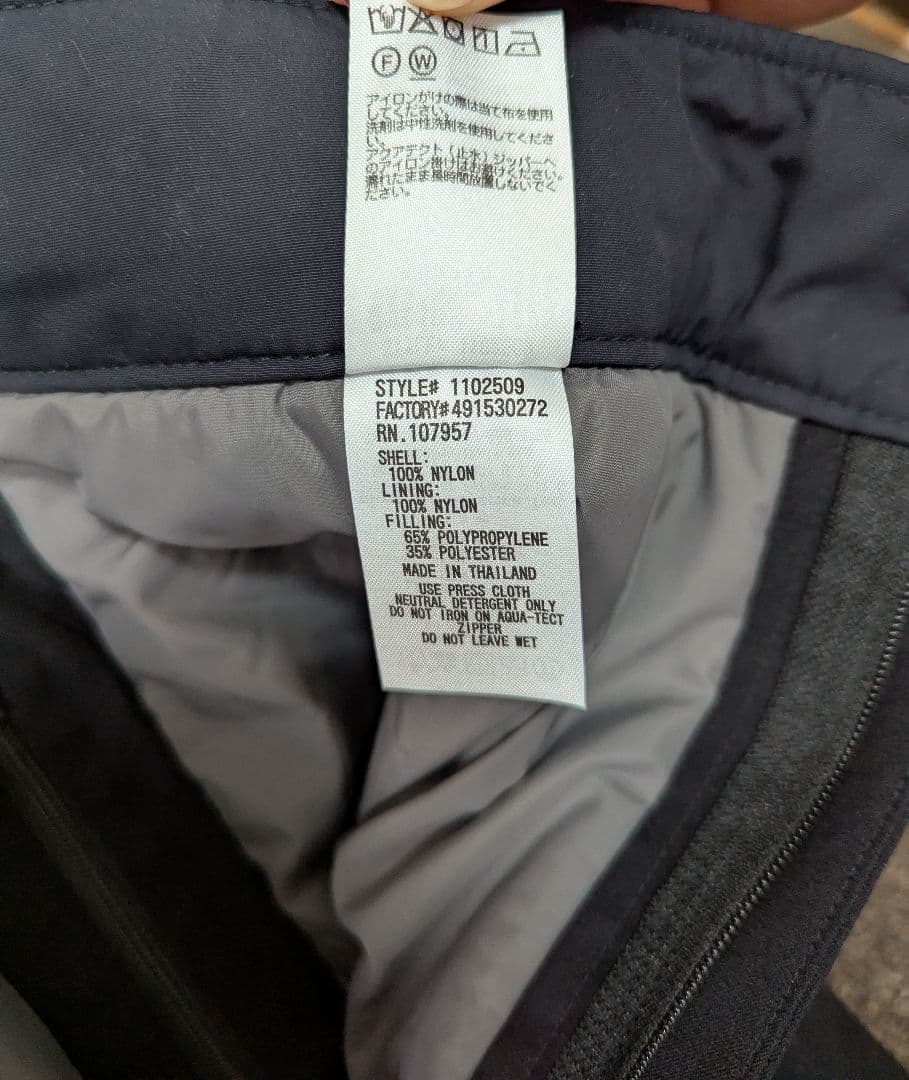 F W
アイロンがけの際は当て布を使用
してください。
洗剤は中性洗剤を使用してくださ
い。
アクアテクト(止水)ジッパーへ
のアイロン掛けはお避けください。
濡れたまま長時間放置しないでく
ださい。
STYLE# 1102509
FACTORY#491530272
RN.107957
SHELL:
100% NYLON
LINING:
100% NYLON
FILLING:
65% POLYPROPYLENE
35% POLYESTER
MADE IN THAILAND
USE PRESS CLOTH
NEUTRAL DETERGENT ONLY
DO NOT IRON ON AQUA-TECT
ZIPPER
DO NOT LEAVE WET